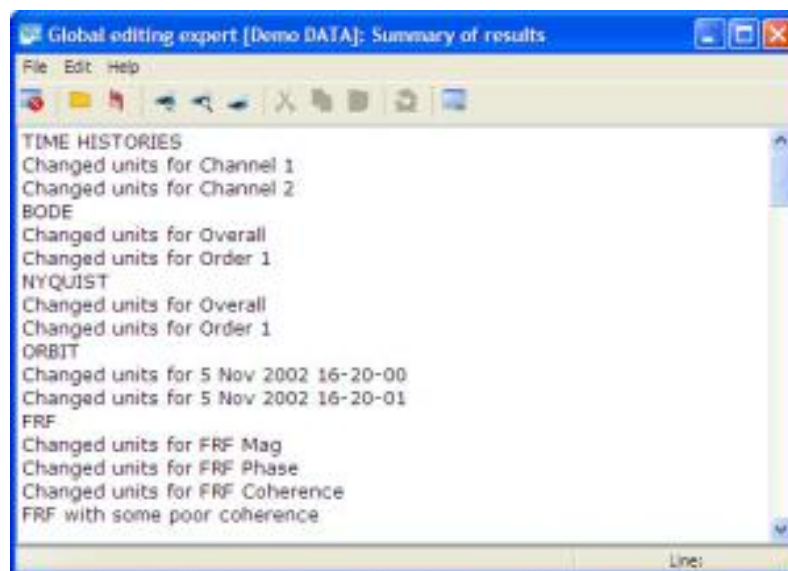 Global editing expert [Demo DATA]: Summary of results
File Edit Help
TIME HISTORIES
Changed units for Channel 1
Changed units for Channel 2
BODE
Changed units for Overall
Changed units for Order 1
NYQUIST
Changed units for Overall
Changed units for Order 1
ORBIT
Changed units for 5 Nov 2002 16-20-00
Changed units for 5 Nov 2002 16-20-01
FRF
Changed units for FRF Mag
Changed units for FRF Phase
Changed units for FRF Coherence
FRF with some poor coherence
Line: